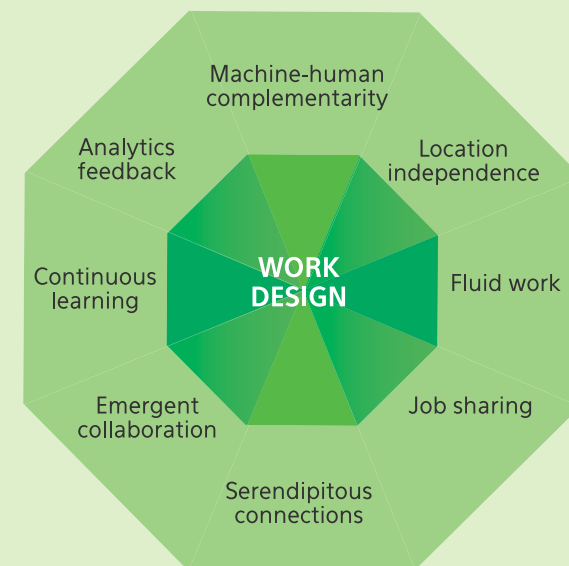 Machine-human
complementarity
Location
independence
Fluid work
Job sharing
Serendipitous
connections
Emergent
collaboration
Continuous
learning
Analytics
feedback
WORK
DESIGN